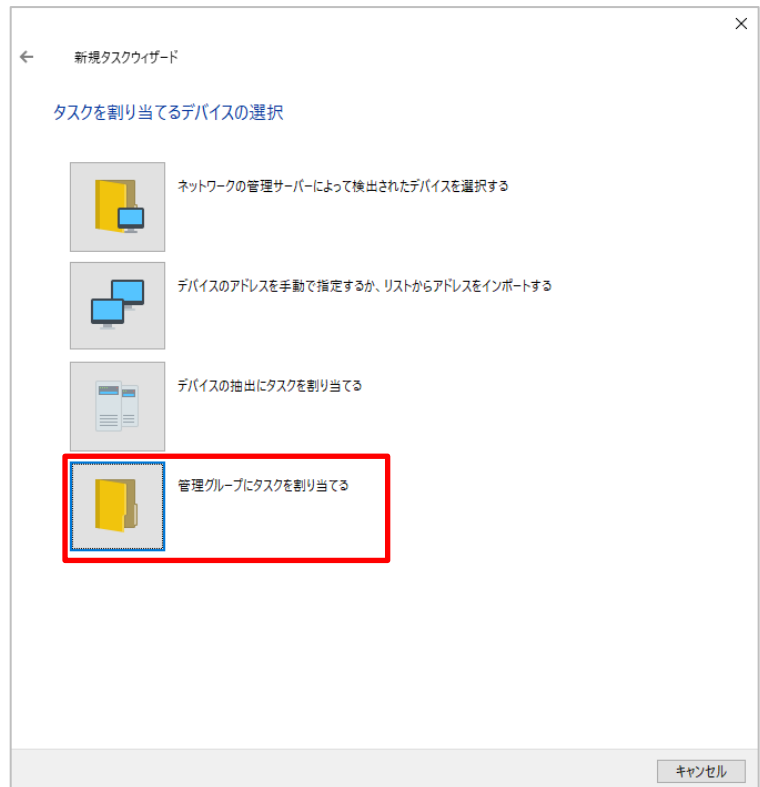 新規タスクウィザード
タスクを割り当てるデバイスの選択
ネットワークの管理サーバーによって検出されたデバイスを選択する
デバイスのアドレスを手動で指定するか、リストからアドレスをインポートする
デバイスの抽出にタスクを割り当てる
管理グループにタスクを割り当てる
キャンセル